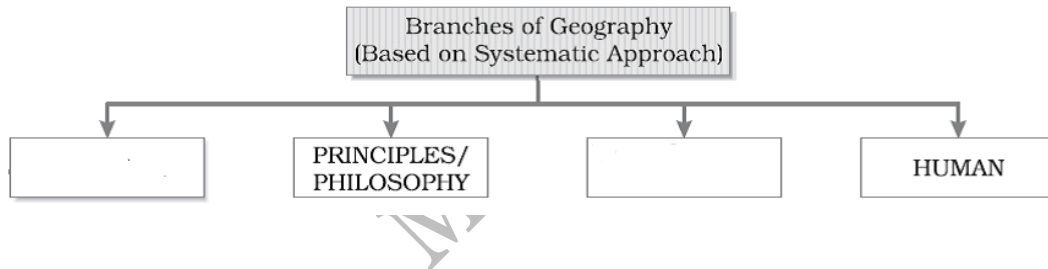 Branches of Geography
(Based on Systematic Approach)
PRINCIPLES/
PHILOSOPHY
HUMAN